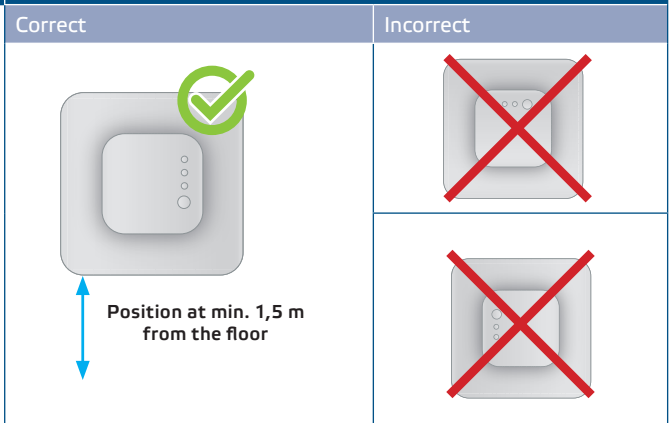 Correct
Incorrect
Position at min. 1,5 m
from the floor